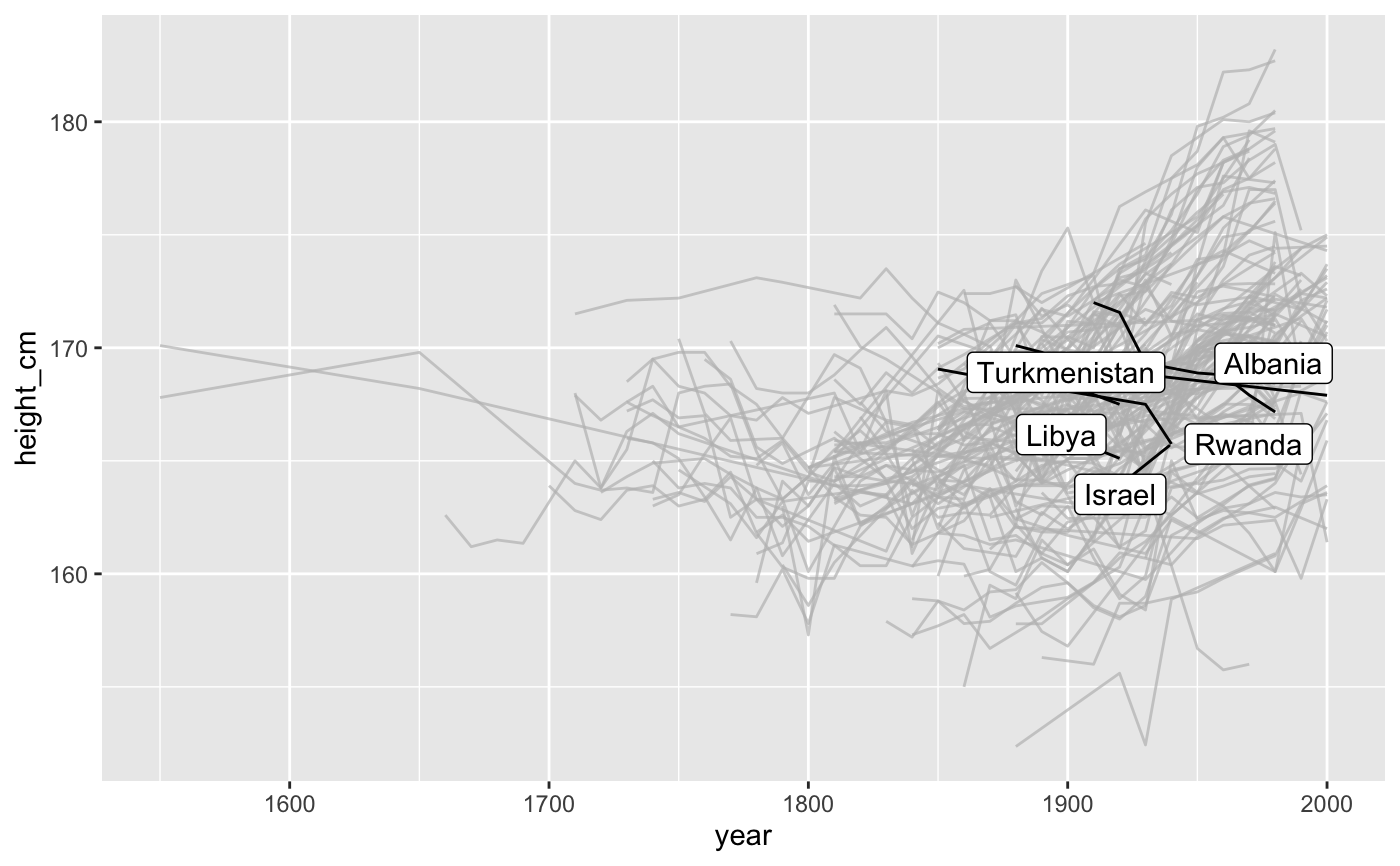 180
170
160
height_cm
Turkmenistan
Albania
Libya
Rwanda
Israel
1600
1700
1800
1900
2000
year